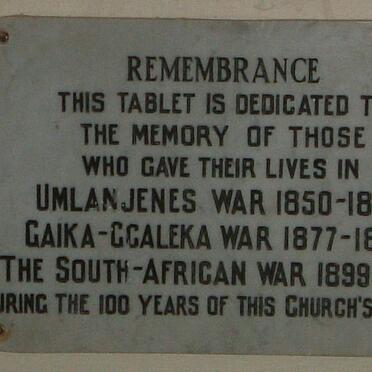 REMEMBRANCE
THIS TABLET IS DEDICATED T
THE MEMORY OF THOSE
WHO GAVE THEIR LIVES IN
UMLANJENES WAR 1850-18
GAIKA-GCALEKA WAR 1877-18
THE SOUTH-AFRICAN WAR 1899
URING THE 100 YEARS OF THIS CHURCH'S